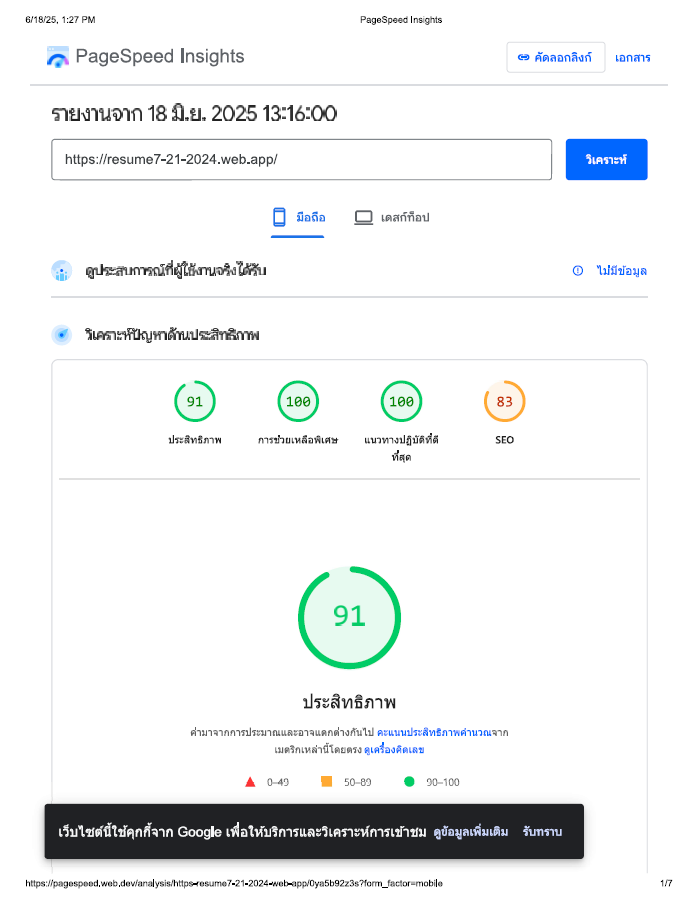 6/18/25, 1:27 PM PageSpeed Insights
PageSpeed Insights คัดลอกลิงก์ เอกสาร
รายงานจาก 18 มิ.ย. 2025 13:16:00
https://resume7-21-2024.web.app/ วิเคราะห์
มือถือ เดสก์ท็อป
ดูประสบการณ์ที่ผู้ใช้งานจริงได้รับ ไม่มีข้อมูล
วิเคราะห์ปัญหาด้านประสิทธิภาพ
91 100 100 83
ประสิทธิภาพ การช่วยเหลือพิเศษ แนวทางปฏิบัติที่ดี SEO
ที่สุด
91
ประสิทธิภาพ
ค่ามาจากการประมาณและอาจแตกต่างกันไป คะแนนประสิทธิภาพคำนวณจาก
เมตริกเหล่านี้โดยตรง ดูเครื่องคิดเลข
0–49 50–89 90–100
เว็บไซต์นี้ใช้คุกกี้จาก Google เพื่อให้บริการและวิเคราะห์การเข้าชม ดูข้อมูลเพิ่มเติม รับทราบ
https://pagespeed.web.dev/analysis/https-resume7-21-2024-web-app/0ya5b92z3s?form_factor=mobile 1/7